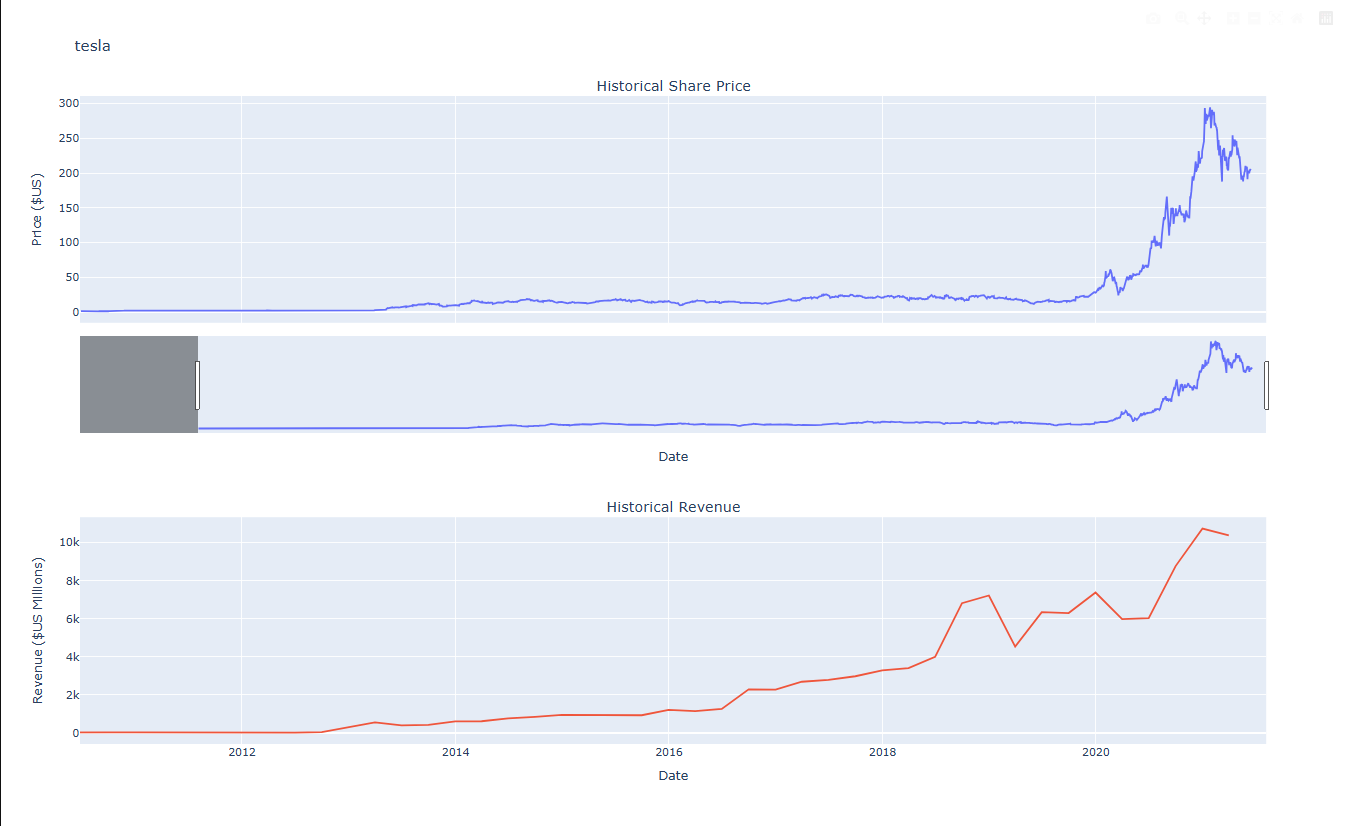 tesla
Historical Share Price
300
250
200
150
100
50
0
Price ($US)
Date
Historical Revenue
10k
8k
6k
4k
2k
0
Revenue ($US Millions)
2012 2014 2016 2018 2020
Date